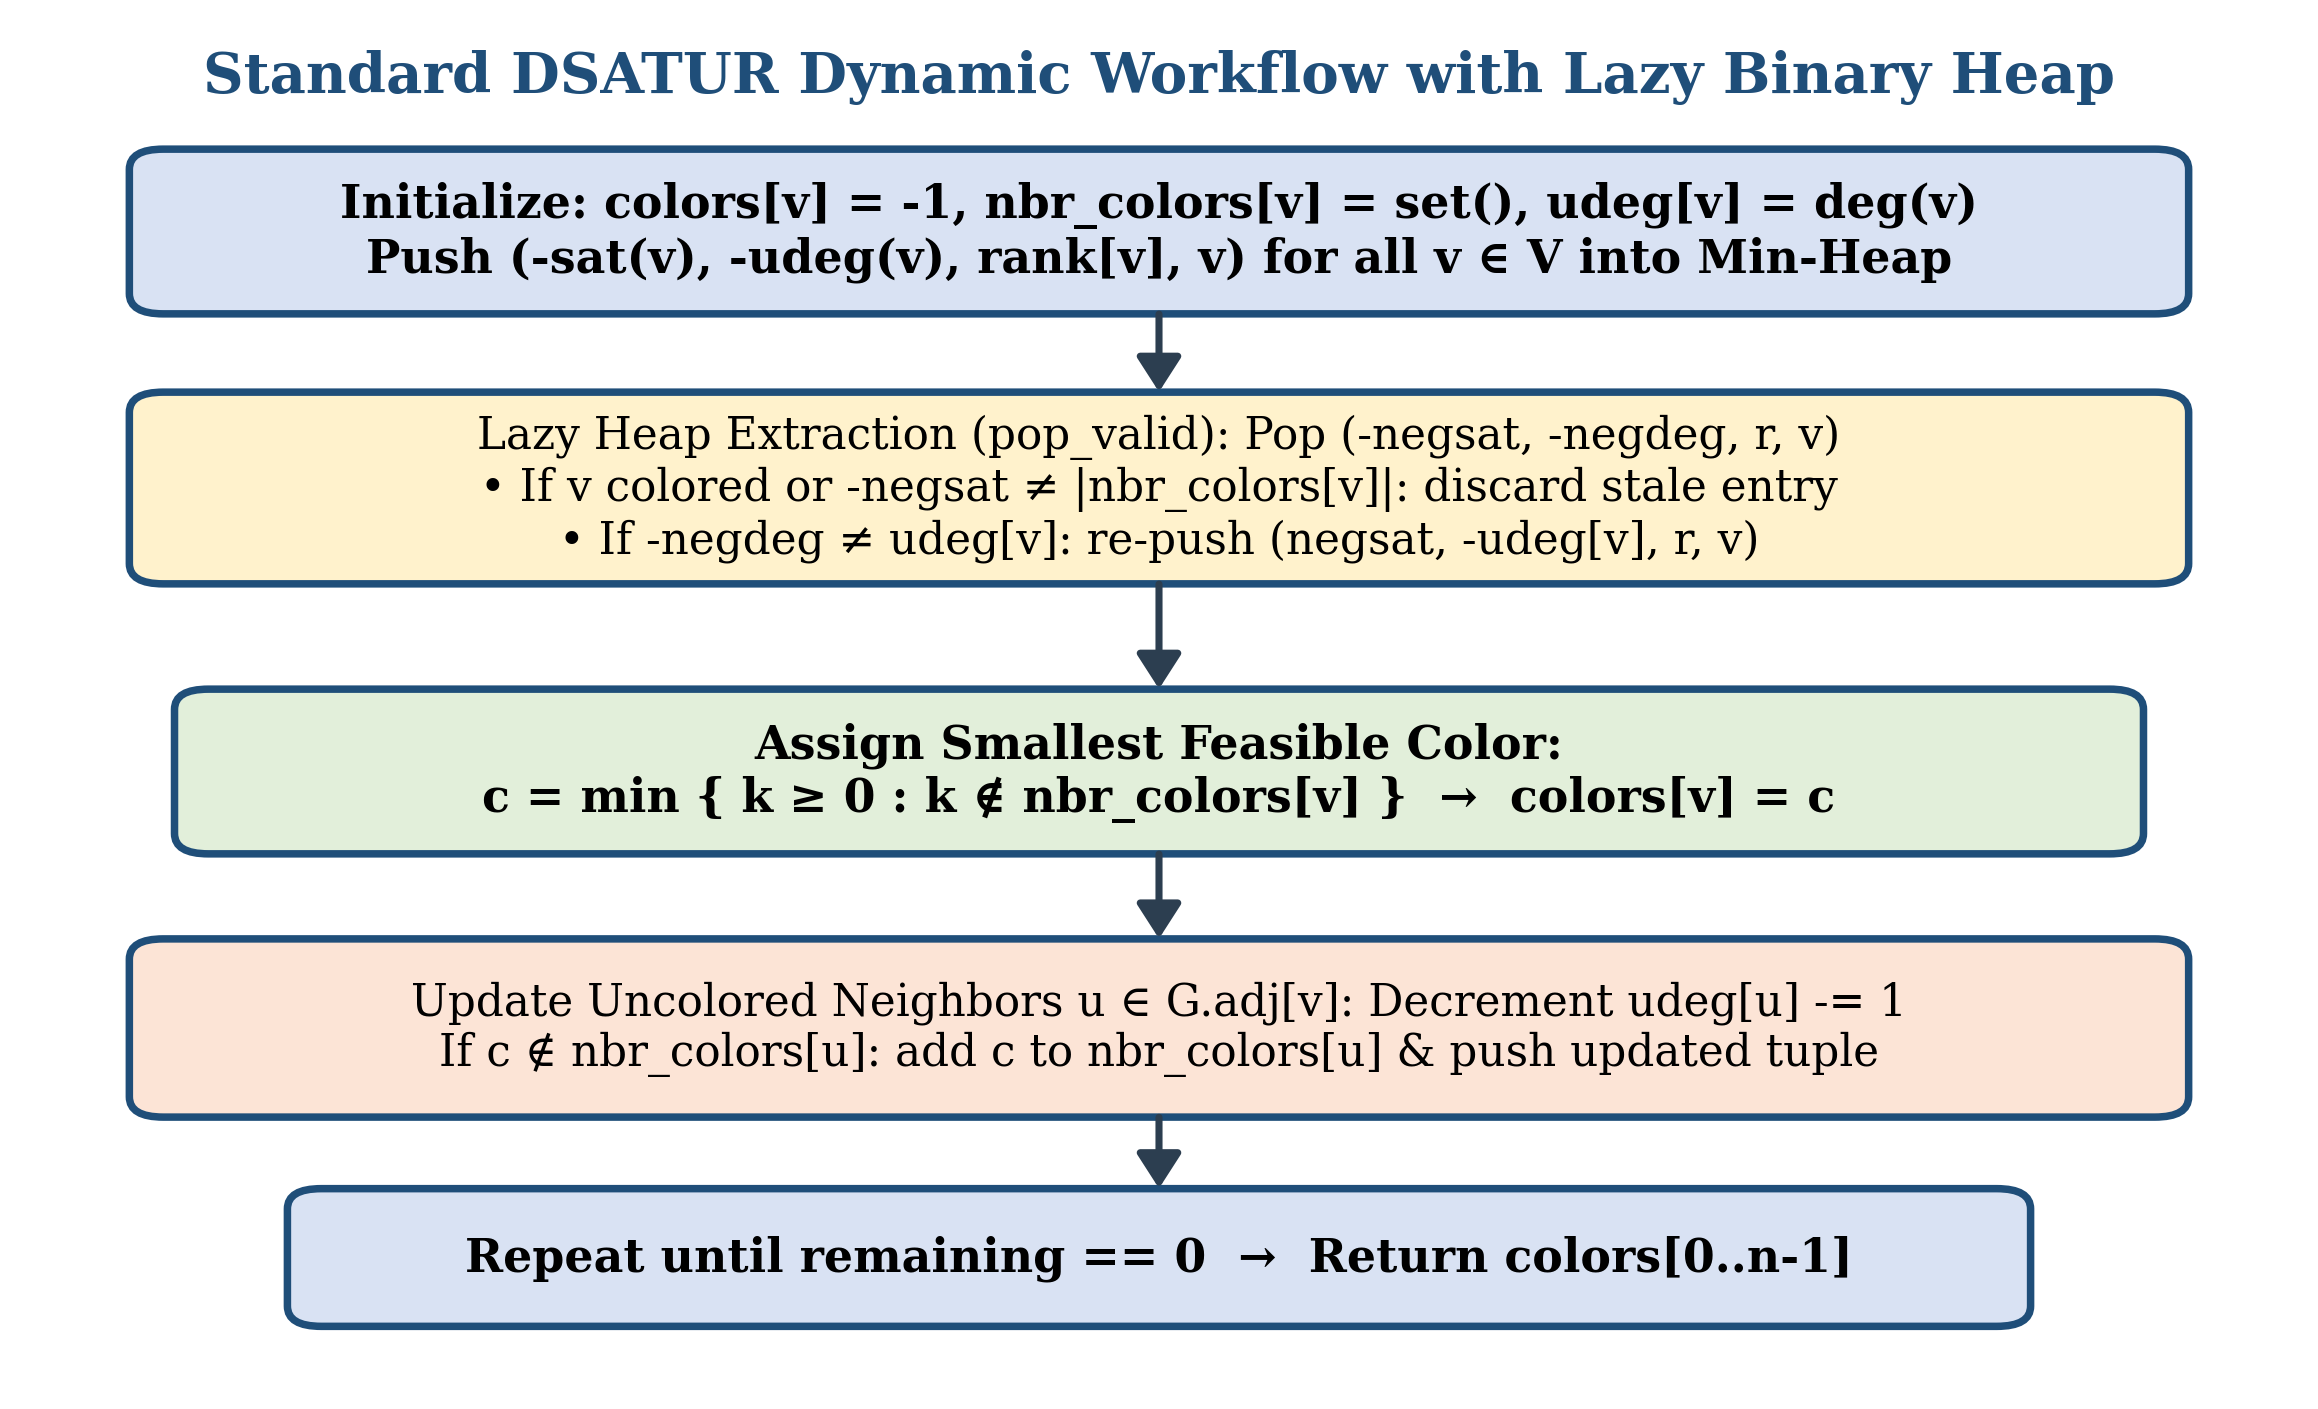 Standard DSATUR Dynamic Workflow with Lazy Binary Heap
Initialize: colors[v] = -1, nbr_colors[v] = set(), udeg[v] = deg(v)
Push (-sat(v), -udeg(v), rank[v], v) for all v ∈ V into Min-Heap
Lazy Heap Extraction (pop_valid): Pop (-negsat, -negdeg, r, v)
• If v colored or -negsat ≠ |nbr_colors[v]|: discard stale entry
• If -negdeg ≠ udeg[v]: re-push (negsat, -udeg[v], r, v)
Assign Smallest Feasible Color:
c = min { k ≥ 0 : k ∉ nbr_colors[v] } → colors[v] = c
Update Uncolored Neighbors u ∈ G.adj[v]: Decrement udeg[u] -= 1
If c ∉ nbr_colors[u]: add c to nbr_colors[u] & push updated tuple
Repeat until remaining == 0 → Return colors[0..n-1]